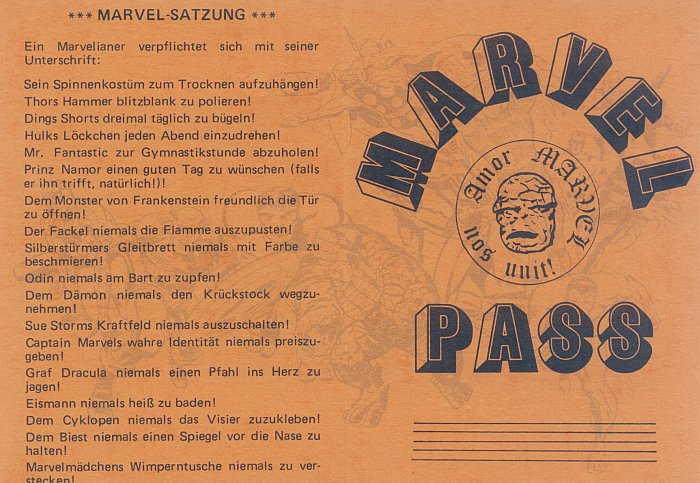 *** MARVEL-SATZUNG ***
Ein Marvelianer verpflichtet sich mit seiner
Unterschrift:
Sein Spinnenkostüm zum Trocknen aufzuhängen!
Thors Hammer blitzblank zu polieren!
Dings Shorts dreimal täglich zu bügeln!
Hulks Löckchen jeden Abend einzudrehen!
Mr. Fantastic zur Gymnastikstunde abzuholen!
Prinz Namor einen guten Tag zu wünschen (falls
er ihn trifft, natürlich!)!
Dem Monster von Frankenstein freundlich die Tür
zu öffnen!
Der Fackel niemals die Flamme auszupusten!
Silberstürmers Gleitbrett niemals mit Farbe zu
beschmieren!
Odin niemals am Bart zu zupfen!
Dem Dämon niemals den Krückstock wegzu-
nehmen!
Sue Storms Kraftfeld niemals auszuschalten!
Captain Marvels wahre Identität niemals preiszu-
geben!
Graf Dracula niemals einen Pfahl ins Herz zu
jagen!
Eismann niemals heiß zu baden!
Dem Cyklopen niemals das Visier zuzukleben!
Dem Biest niemals einen Spiegel vor die Nase zu
halten!
Marvelmädchens Wimperntusche niemals zu ver-
stecken!
MARVEL
Amor MARVEL
nos unit!
PASS